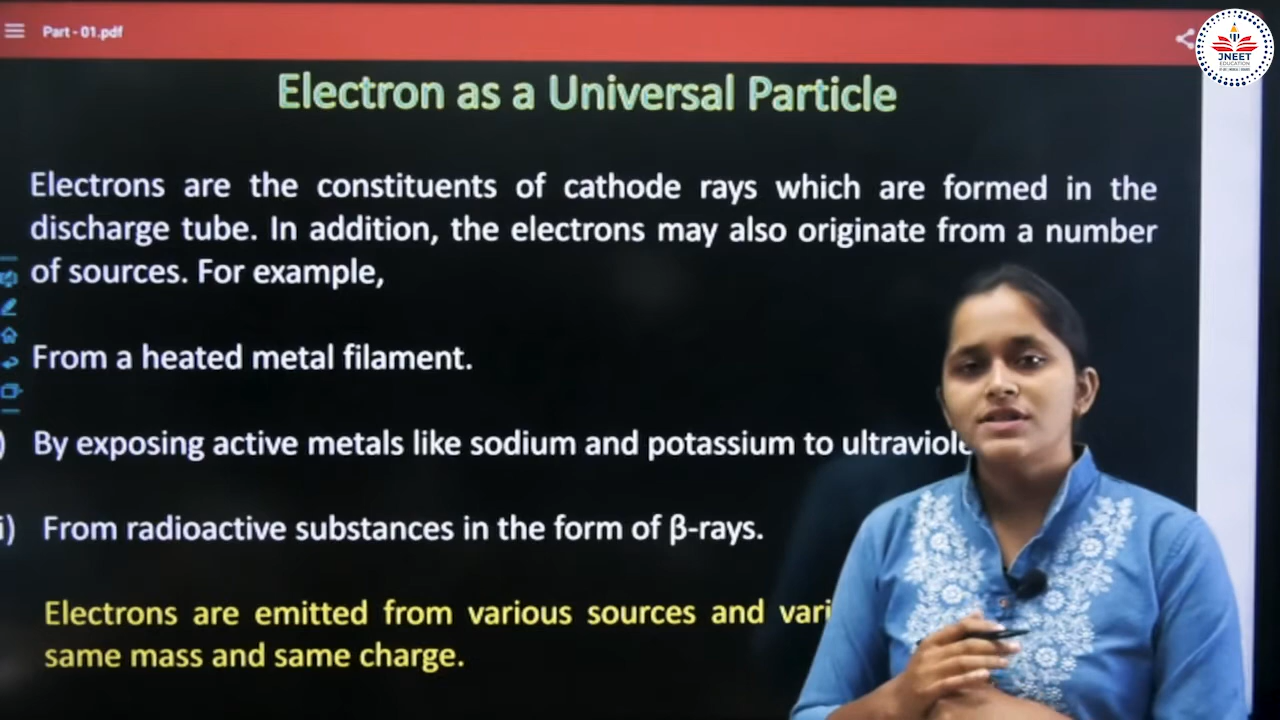 Part - 01.pdf
JNEET
EDUCATION
Electron as a Universal Particle
Electrons are the constituents of cathode rays which are formed in the
discharge tube. In addition, the electrons may also originate from a number
of sources. For example,
From a heated metal filament.
) By exposing active metals like sodium and potassium to
i) From radioactive substances in the form of β-rays.
Electrons are emitted from various sources and
same mass and same charge.